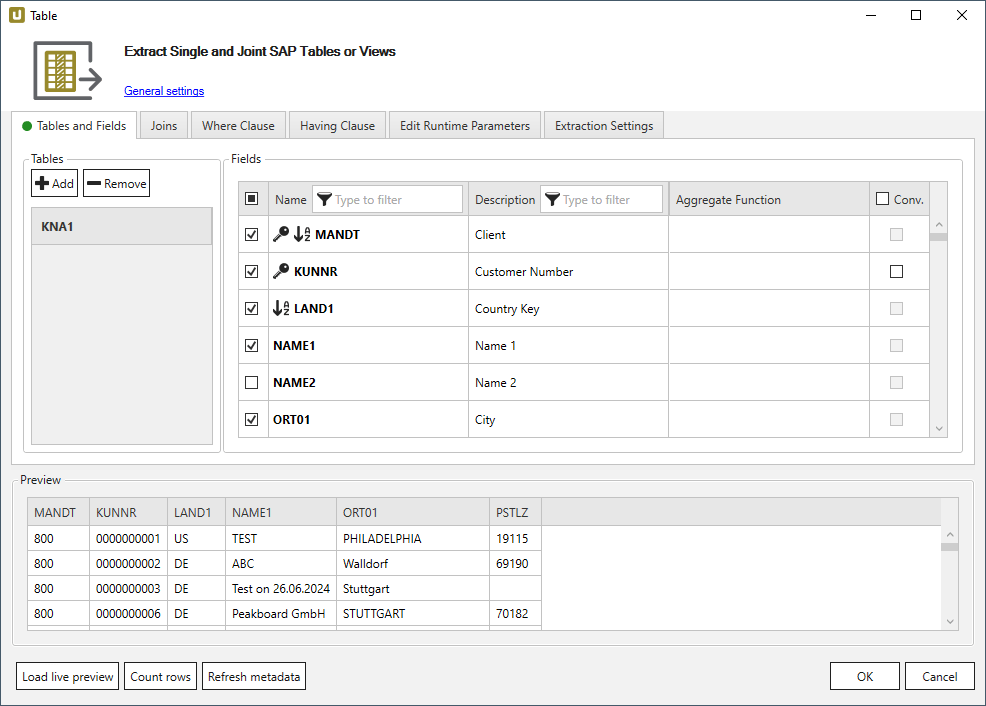 Table
Extract Single and Joint SAP Tables or Views
General settings
Tables and Fields Joins Where Clause Having Clause Edit Runtime Parameters Extraction Settings
Tables Fields
Add Remove
Name Type to filter Description Type to filter Aggregate Function Conv.
KNA1
MANDT Client
KUNNR Customer Number
LAND1 Country Key
NAME1 Name 1
NAME2 Name 2
ORT01 City
Preview
MANDT KUNNR LAND1 NAME1 ORT01 PSTLZ
800 0000000001 US TEST PHILADELPHIA 19115
800 0000000002 DE ABC Walldorf 69190
800 0000000003 DE Test on 26.06.2024 Stuttgart
800 0000000006 DE Peakboard GmbH STUTTGART 70182
Load live preview Count rows Refresh metadata OK Cancel